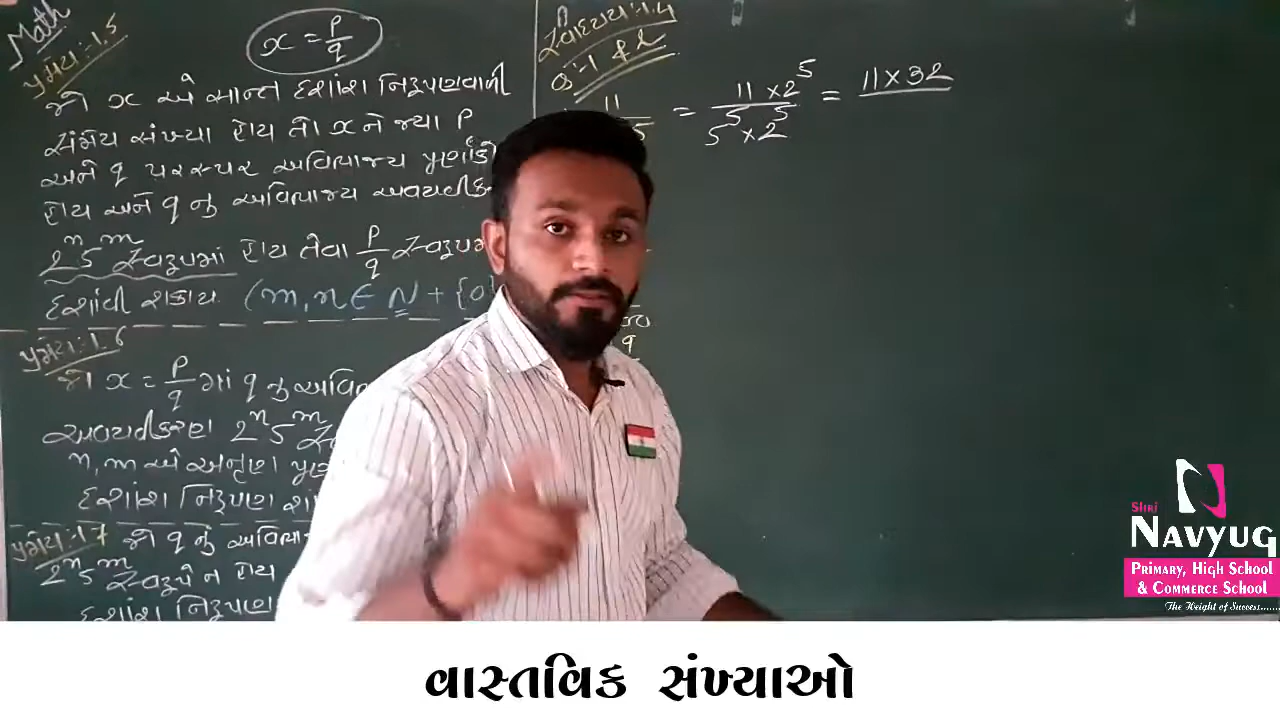 Math
પ્રમેય :- 1.5
x = p/q
જો x એ સાન્ત દશાંશ નિરૂપણવાળી
સંમેય સંખ્યા હોય તો x ને જ્યા P
અને q પરસ્પર અવિભાજ્ય પૂર્ણાંકો
હોય અને q નુ અવિભાજ્ય અવયવીકરણ
2ⁿ5ᵐ સ્વરૂપમાં હોય તેવા P/q સ્વરૂપમાં
દર્શાવી શકાય. (m, n ∈ N + {0}
પ્રમેય :- 1.6
જો x = P/q માં q નુ અવિ
અવયવીકરણ 2ⁿ5ᵐ
n, m એ અનૃણ પૂર્ણ
દશાંશ નિરૂપણ શાં
પ્રમેય :- 1.7 જો q નું અવિભા
2ⁿ5ᵐ સ્વરૂપે ન હોય
દશાંશ નિરૂપણ
સ્વાધ્યાય :- 1.4
પ્ર :- 1 & 2
11 / 5 = 11 × 2⁵ / 5⁵ × 2⁵ = 11 × 32
SHRI
NAVYUG
PRIMARY, HIGH SCHOOL
& COMMERCE SCHOOL
The Height of Success.......
વાસ્તવિક સંખ્યાઓ